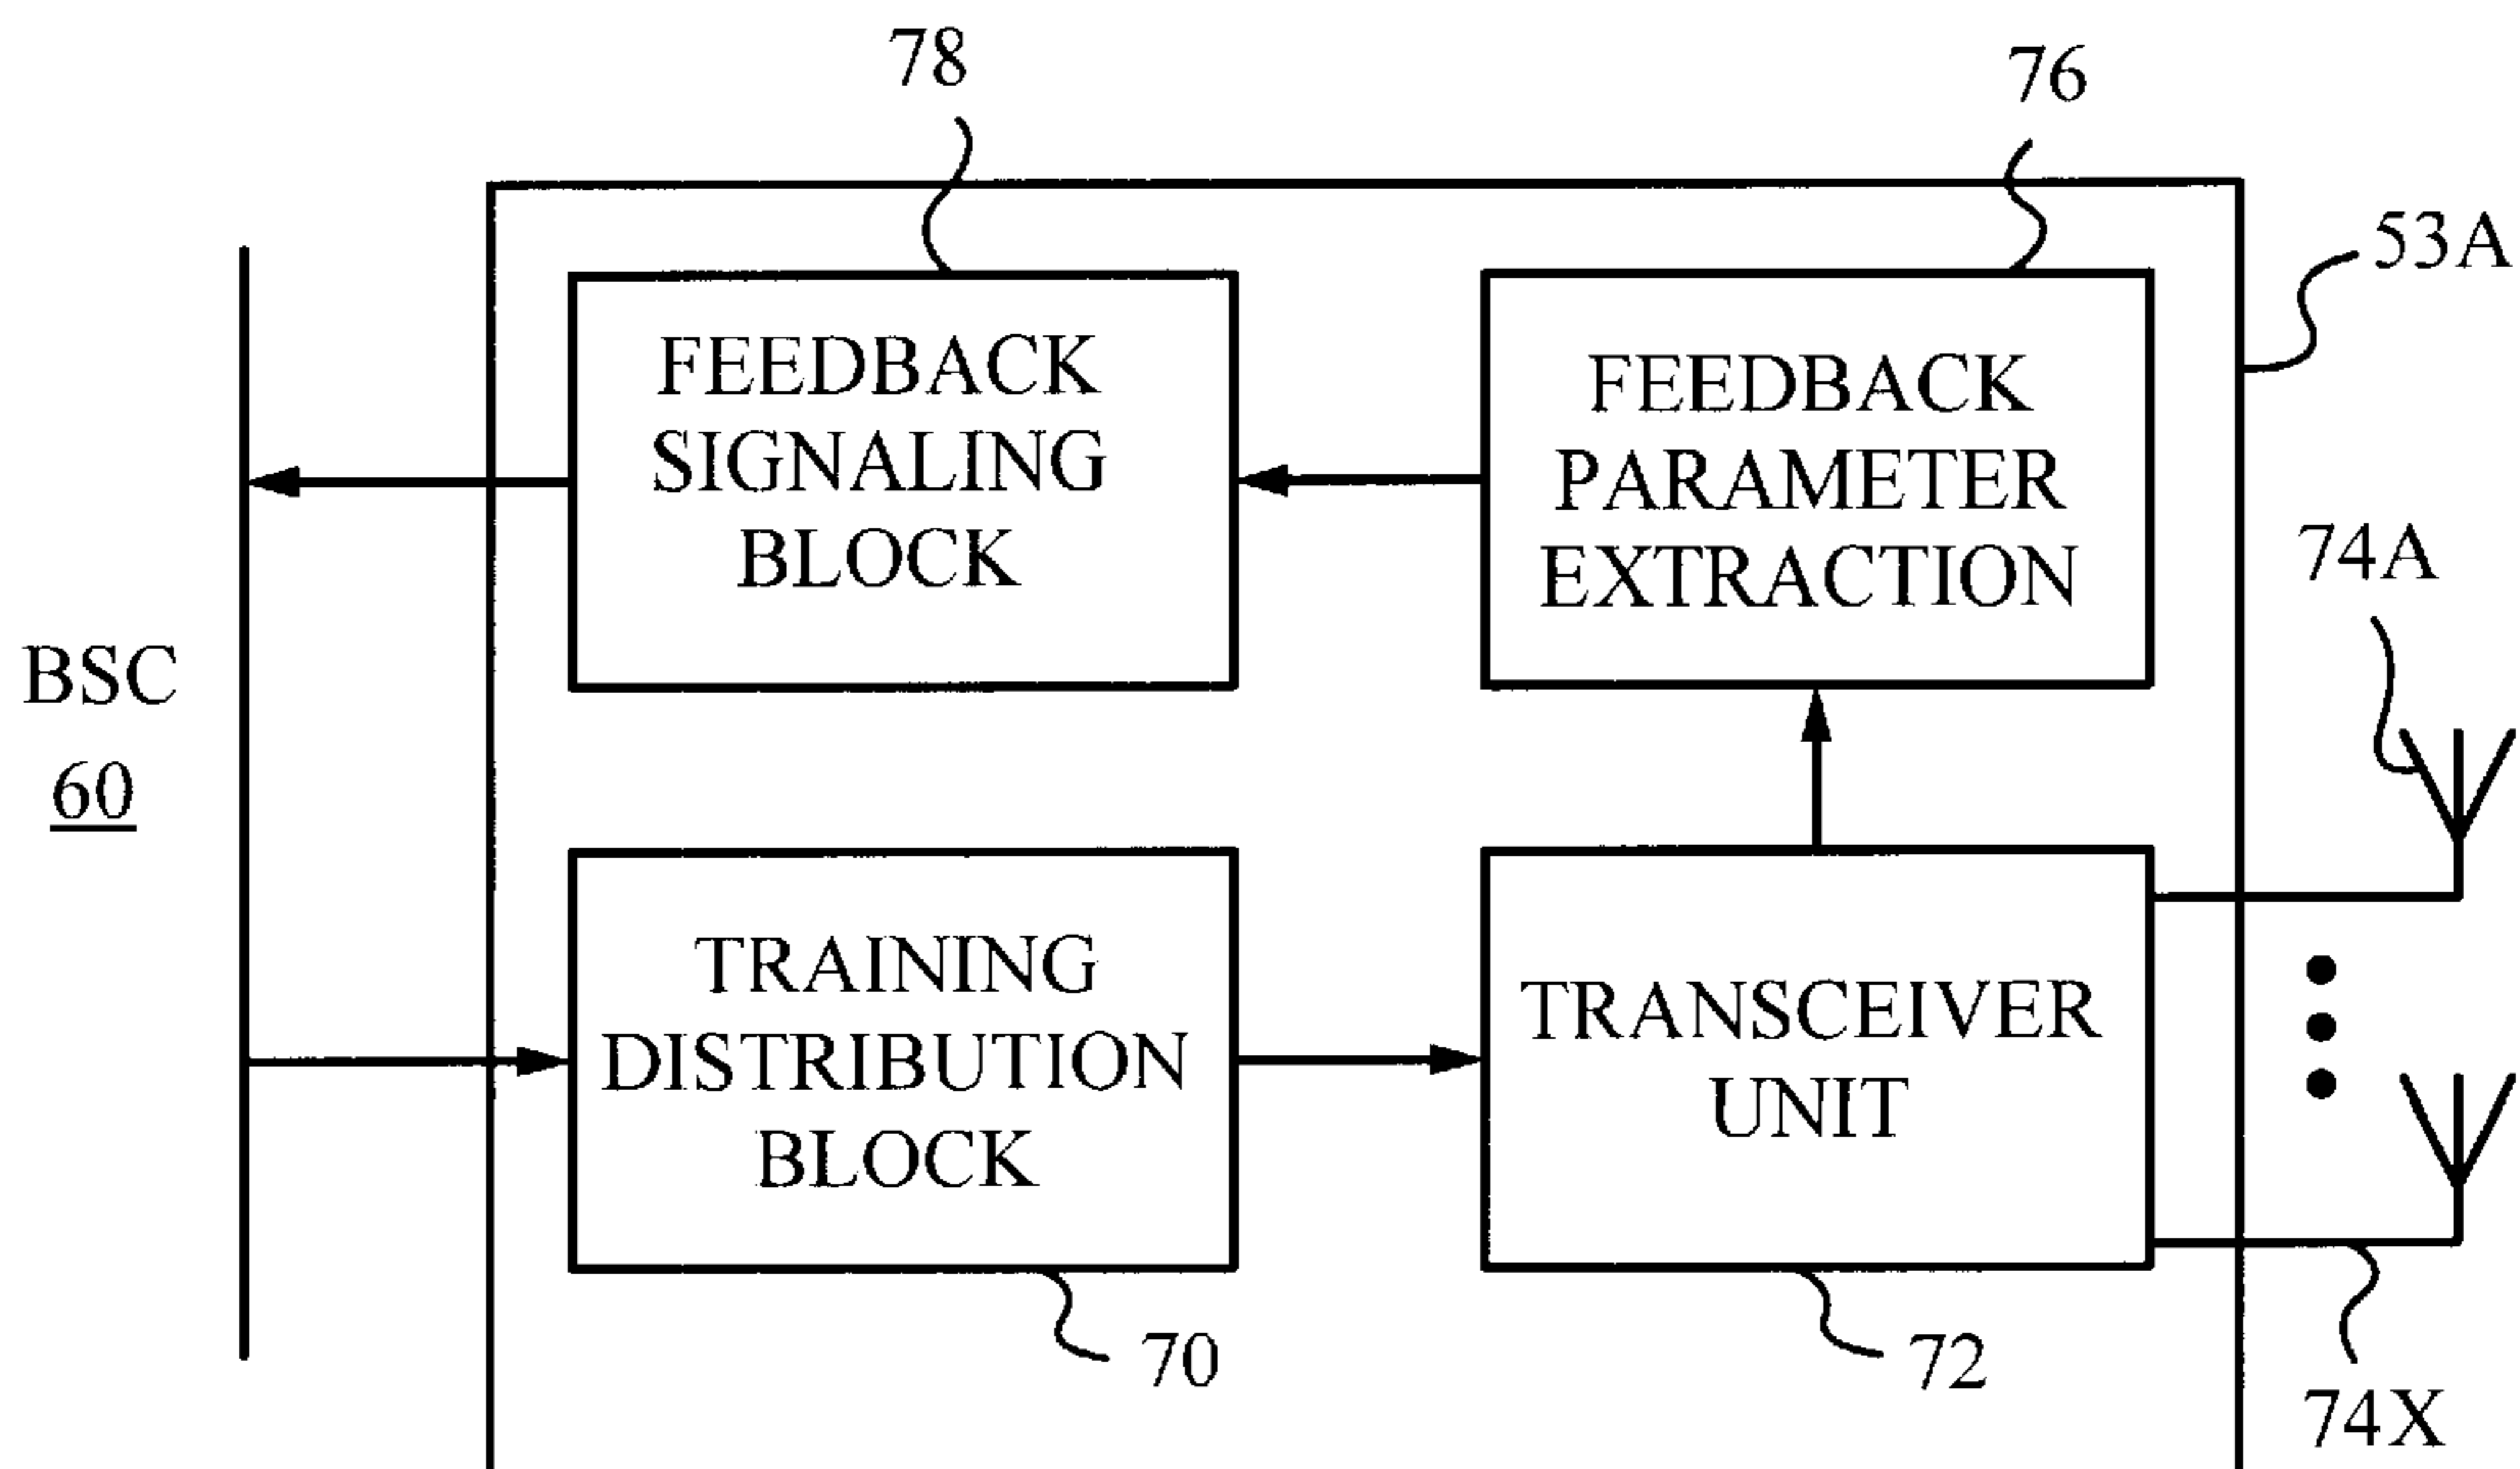 78
76
53A
FEEDBACK
SIGNALING
BLOCK
FEEDBACK
PARAMETER
EXTRACTION
74A
BSC
60
TRAINING
DISTRIBUTION
BLOCK
TRANSCEIVER
UNIT
70
72
74X